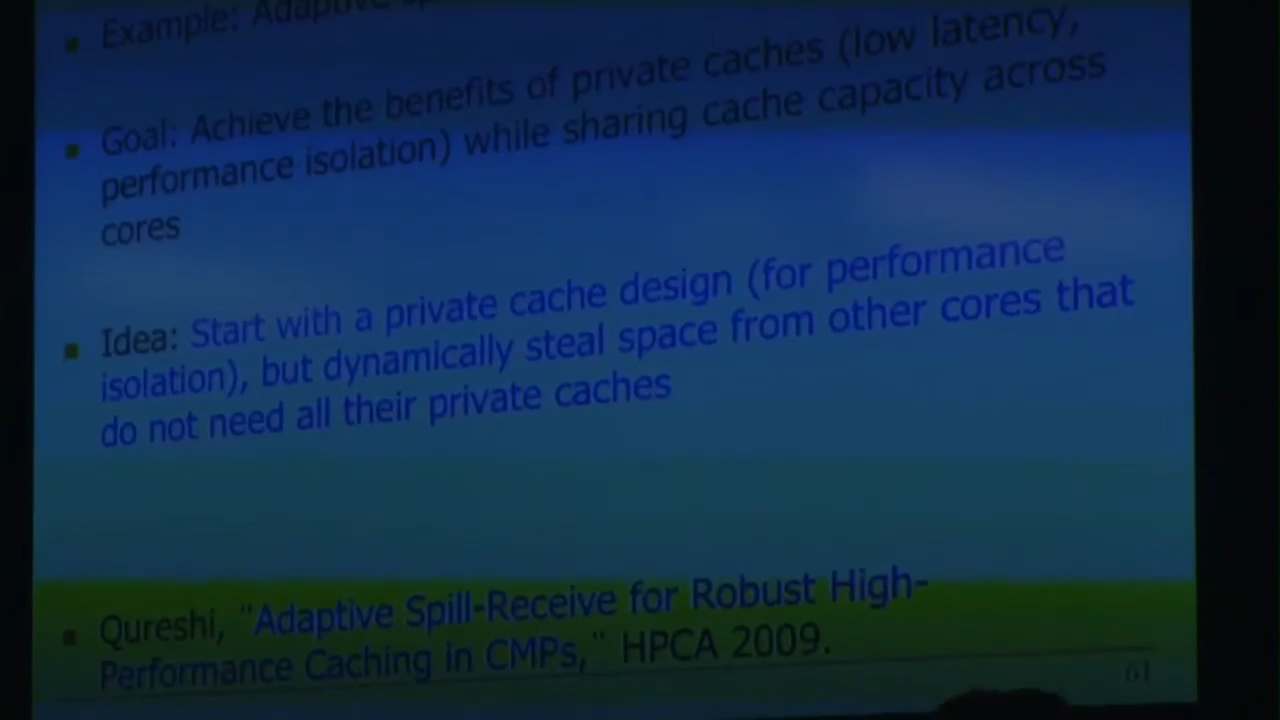 Example: Adaptive
Goal: Achieve the benefits of private caches (low latency,
performance isolation) while sharing cache capacity across
cores
Idea: Start with a private cache design (for performance
isolation), but dynamically steal space from other cores that
do not need all their private caches
Qureshi, "Adaptive Spill-Receive for Robust High-
Performance Caching in CMPs," HPCA 2009.
61